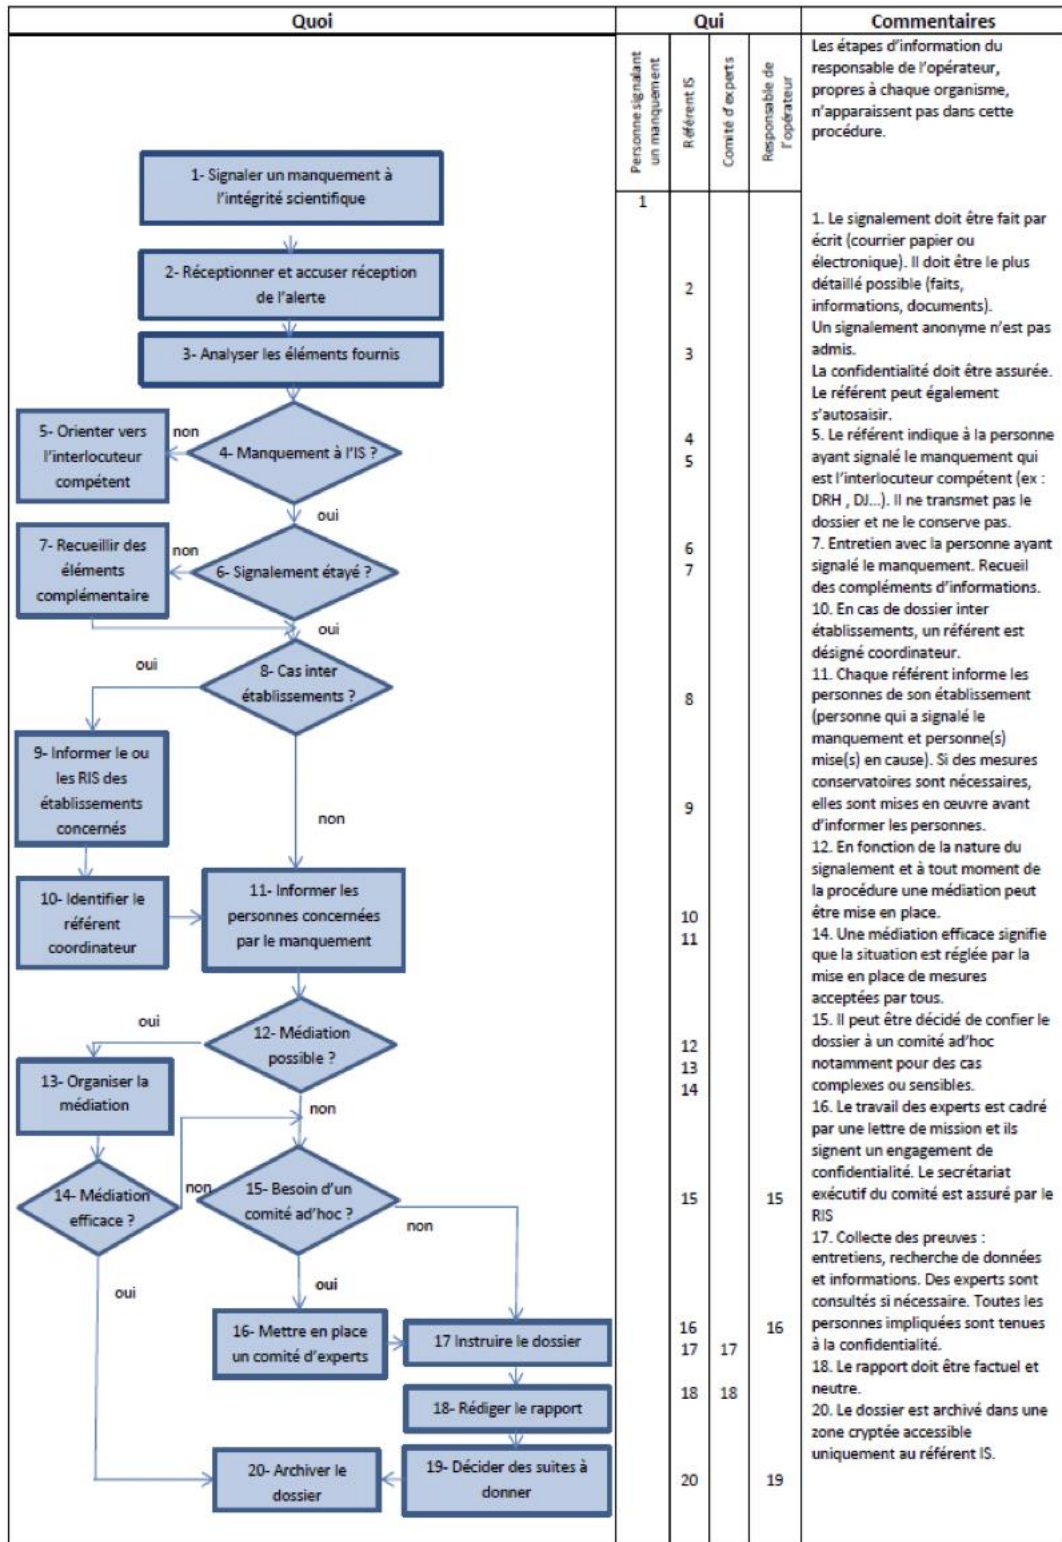 Quoi
Qui
Commentaires
Personne signalant
un manquement
Référent IS
Comité d'experts
Responsable de
l'opérateur
Les étapes d'information du
responsable de l'opérateur,
propres à chaque organisme,
n'apparaissent pas dans cette
procédure.
1- Signaler un manquement à
l'intégrité scientifique
2- Réceptionner et accuser réception
de l'alerte
3- Analyser les éléments fournis
4- Manquement à l'IS ?
non
5- Orienter vers
l'interlocuteur
compétent
oui
6- Signalement étayé ?
non
7- Recueillir des
éléments
complémentaire
oui
8- Cas inter
établissements ?
oui
9- Informer le ou
les RIS des
établissements
concernés
non
10- Identifier le
référent
coordinateur
11- Informer les
personnes concernées
par le manquement
12- Médiation
possible ?
oui
13- Organiser la
médiation
non
14- Médiation
efficace ?
non
15- Besoin d'un
comité ad'hoc ?
non
oui
oui
16- Mettre en place
un comité d'experts
17 Instruire le dossier
18- Rédiger le rapport
19- Décider des suites à
donner
20- Archiver le
dossier
1
2
3
4
5
6
7
8
9
10
11
12
13
14
15 15
16 16
17 17
18 18
20 19
1. Le signalement doit être fait par
écrit (courrier papier ou
électronique). Il doit être le plus
détaillé possible (faits,
informations, documents).
Un signalement anonyme n'est pas
admis.
La confidentialité doit être assurée.
Le référent peut également
s'autosaisir.
5. Le référent indique à la personne
ayant signalé le manquement qui
est l'interlocuteur compétent (ex :
DRH , DJ...). Il ne transmet pas le
dossier et ne le conserve pas.
7. Entretien avec la personne ayant
signalé le manquement. Recueil
des compléments d'informations.
10. En cas de dossier inter
établissements, un référent est
désigné coordinateur.
11. Chaque référent informe les
personnes de son établissement
(personne qui a signalé le
manquement et personne(s)
mise(s) en cause). Si des mesures
conservatoires sont nécessaires,
elles sont mises en œuvre avant
d'informer les personnes.
12. En fonction de la nature du
signalement et à tout moment de
la procédure une médiation peut
être mise en place.
14. Une médiation efficace signifie
que la situation est réglée par la
mise en place de mesures
acceptées par tous.
15. Il peut être décidé de confier le
dossier à un comité ad'hoc
notamment pour des cas
complexes ou sensibles.
16. Le travail des experts est cadré
par une lettre de mission et ils
signent un engagement de
confidentialité. Le secrétariat
exécutif du comité est assuré par le
RIS
17. Collecte des preuves :
entretiens, recherche de données
et informations. Des experts sont
consultés si nécessaire. Toutes les
personnes impliquées sont tenues
à la confidentialité.
18. Le rapport doit être factuel et
neutre.
20. Le dossier est archivé dans une
zone cryptée accessible
uniquement au référent IS.